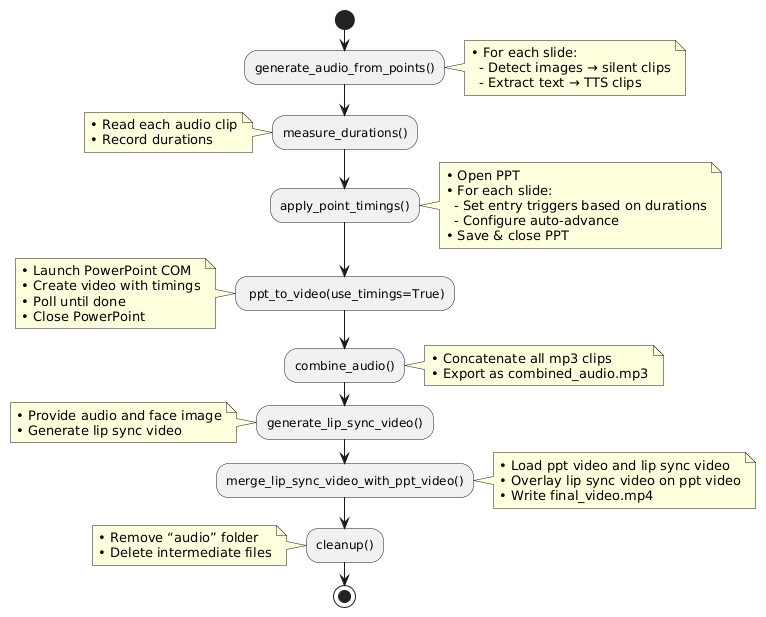 generate_audio_from_points()
• For each slide:
- Detect images → silent clips
- Extract text → TTS clips
• Read each audio clip
• Record durations
measure_durations()
apply_point_timings()
• Open PPT
• For each slide:
- Set entry triggers based on durations
- Configure auto-advance
• Save & close PPT
• Launch PowerPoint COM
• Create video with timings
• Poll until done
• Close PowerPoint
ppt_to_video(use_timings=True)
combine_audio()
• Concatenate all mp3 clips
• Export as combined_audio.mp3
• Provide audio and face image
• Generate lip sync video
generate_lip_sync_video()
merge_lip_sync_video_with_ppt_video()
• Load ppt video and lip sync video
• Overlay lip sync video on ppt video
• Write final_video.mp4
• Remove “audio” folder
• Delete intermediate files
cleanup()